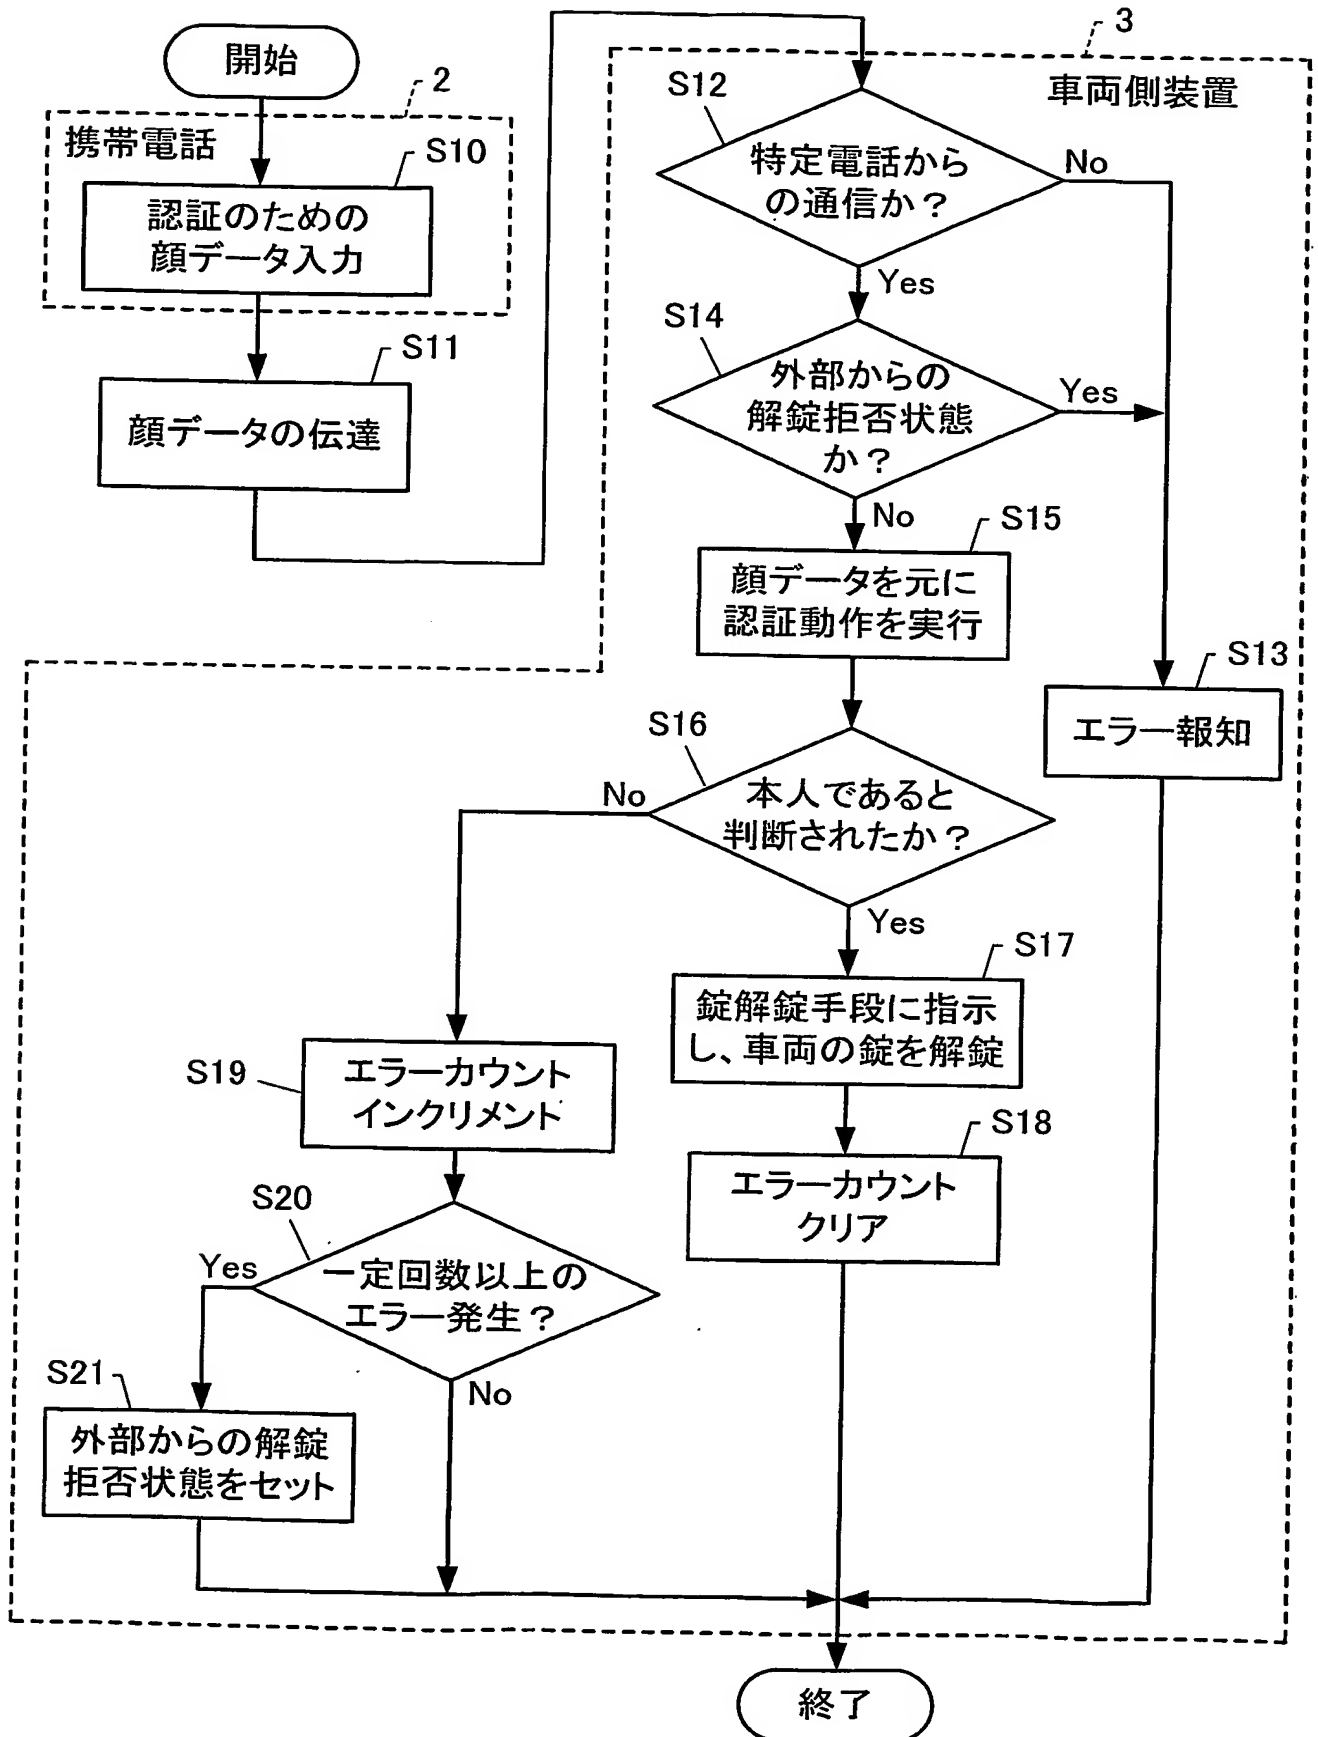 開始
2
携帯電話
S10
認証のための
顔データ入力
S11
顔データの伝達
3
車両側装置
S12
特定電話から
の通信か？
No
Yes
S14
外部からの
解錠拒否状態
か？
Yes
No
S15
顔データを元に
認証動作を実行
S13
エラー報知
S16
本人であると
判断されたか？
No
Yes
S17
錠解錠手段に指示
し、車両の錠を解錠
S18
エラーカウント
クリア
S19
エラーカウント
インクリメント
S20
一定回数以上の
エラー発生？
Yes
No
S21
外部からの解錠
拒否状態をセット
終了